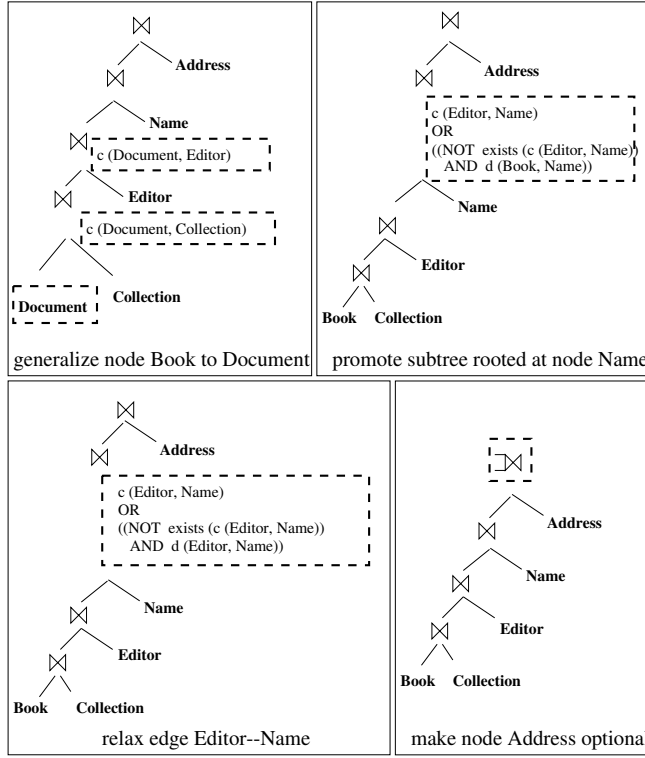 Address
Name
c (Document, Editor)
Editor
c (Document, Collection)
Document
Collection
generalize node Book to Document
Address
c (Editor, Name)
OR
((NOT exists (c (Editor, Name))
AND d (Book, Name))
Name
Editor
Book Collection
promote subtree rooted at node Name
Address
c (Editor, Name)
OR
((NOT exists (c (Editor, Name))
AND d (Editor, Name))
Name
Editor
Book Collection
relax edge Editor--Name
Address
Name
Editor
Book Collection
make node Address optional